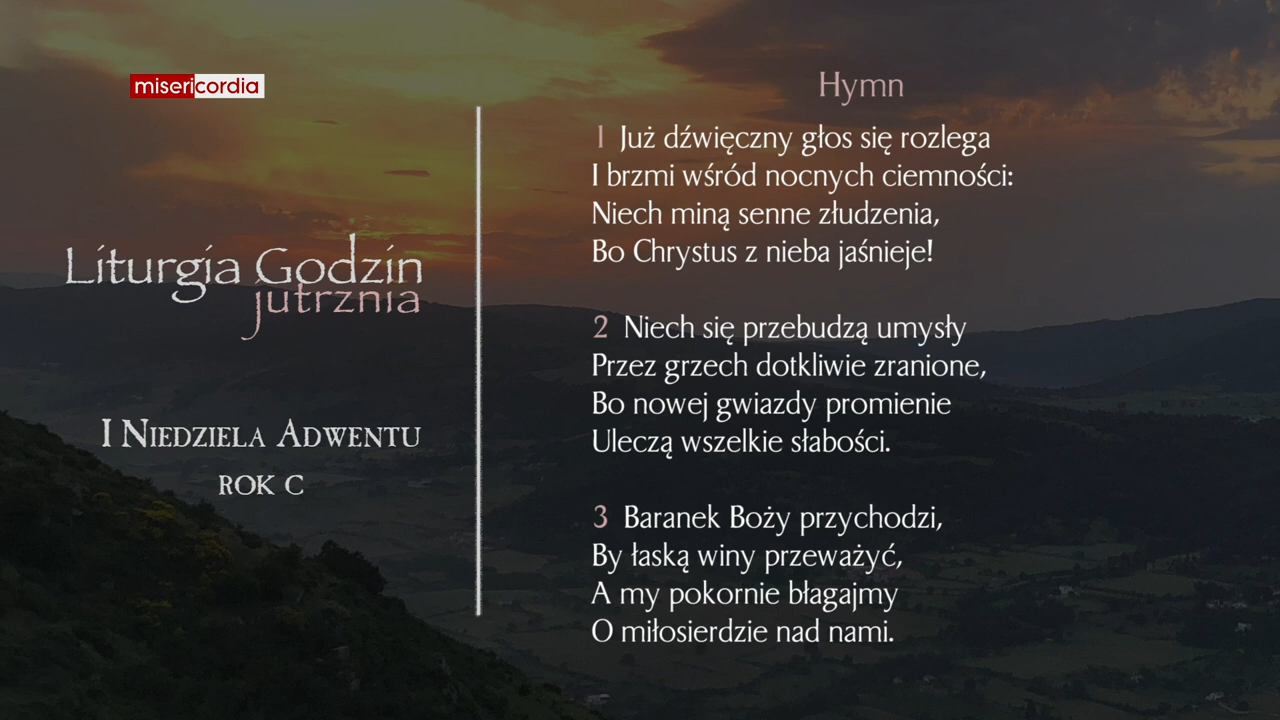 misericordia
Liturgia Godzin
jutrznia
I Niedziela Adwentu
rok C
Hymn
1 Już dźwięczny głos się rozlega
I brzmi wśród nocnych ciemności:
Niech miną senne złudzenia,
Bo Chrystus z nieba jaśnieje!
2 Niech się przebudzą umysły
Przez grzech dotkliwie zranione,
Bo nowej gwiazdy promienie
Uleczą wszelkie słabości.
3 Baranek Boży przychodzi,
By łaską winy przeważyć,
A my pokornie błagajmy
O miłosierdzie nad nami.